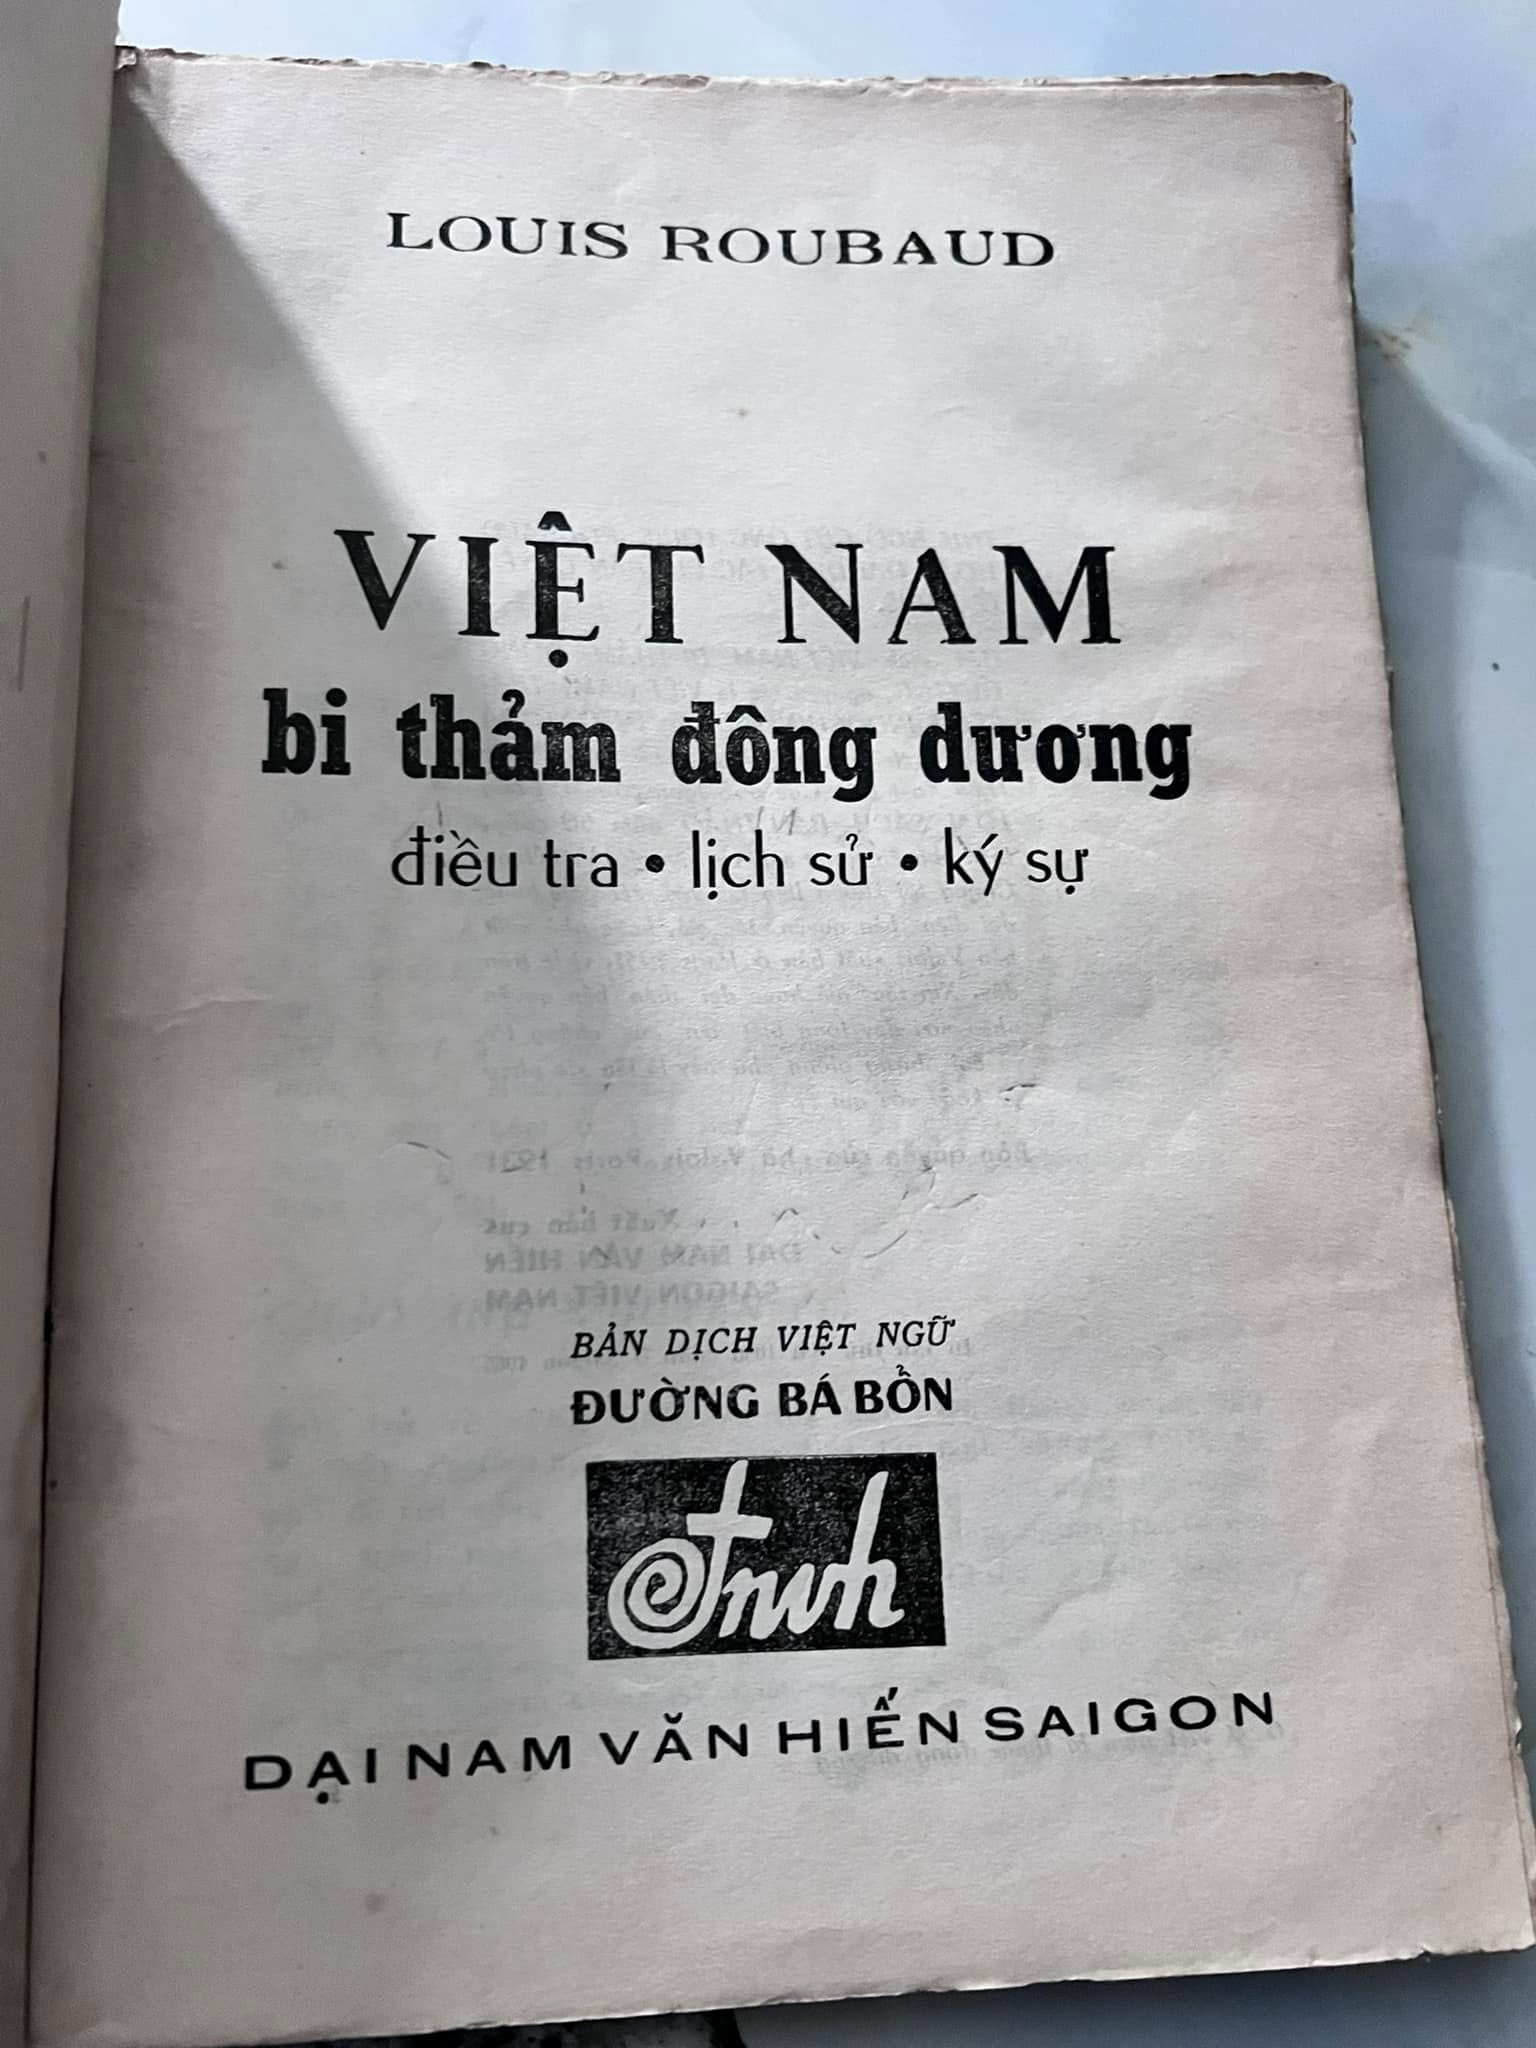 LOUIS ROUBAUD
VIỆT NAM
bi thảm đông dương
điều tra • lịch sử • ký sự
BẢN DỊCH VIỆT NGỮ
ĐƯỜNG BÁ BỔN
đnvh
DẠI NAM VĂN HIẾN SAIGON